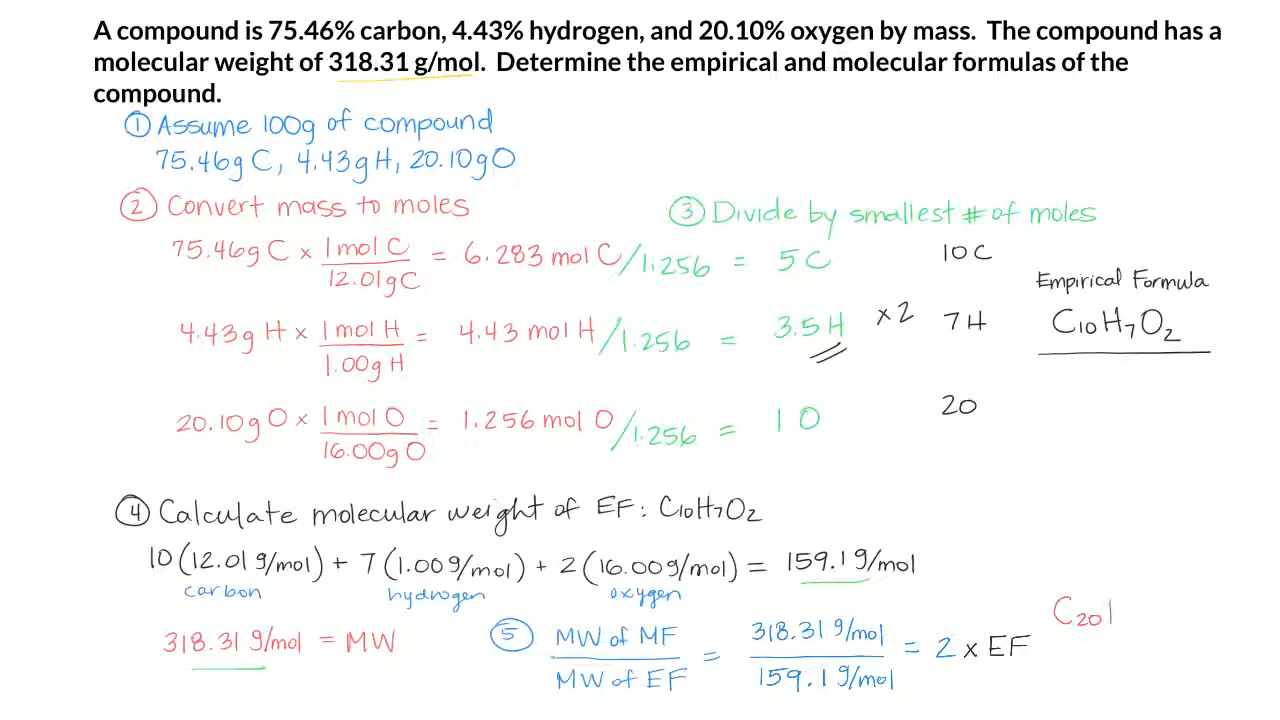 A compound is 75.46% carbon, 4.43% hydrogen, and 20.10% oxygen by mass. The compound has a
molecular weight of 318.31 g/mol. Determine the empirical and molecular formulas of the
compound.
① Assume 100g of compound
75.46g C, 4.43g H, 20.10g O
② Convert mass to moles
75.46g C × 1 mol C / 12.01g C = 6.283 mol C /1.256 = 5 C
4.43g H × 1 mol H / 1.00g H = 4.43 mol H /1.256 = 3.5 H
20.10g O × 1 mol O / 16.00g O = 1.256 mol O /1.256 = 1 O
③ Divide by smallest # of moles
×2
10 C
7 H
2 O
Empirical Formula
C₁₀H₇O₂
④ Calculate molecular weight of EF: C₁₀H₇O₂
10 (12.01 g/mol) + 7 (1.00 g/mol) + 2 (16.00 g/mol) = 159.1 g/mol
carbon hydrogen oxygen
318.31 g/mol = MW
⑤ MW of MF / MW of EF = 318.31 g/mol / 159.1 g/mol = 2 × EF
C₂₀